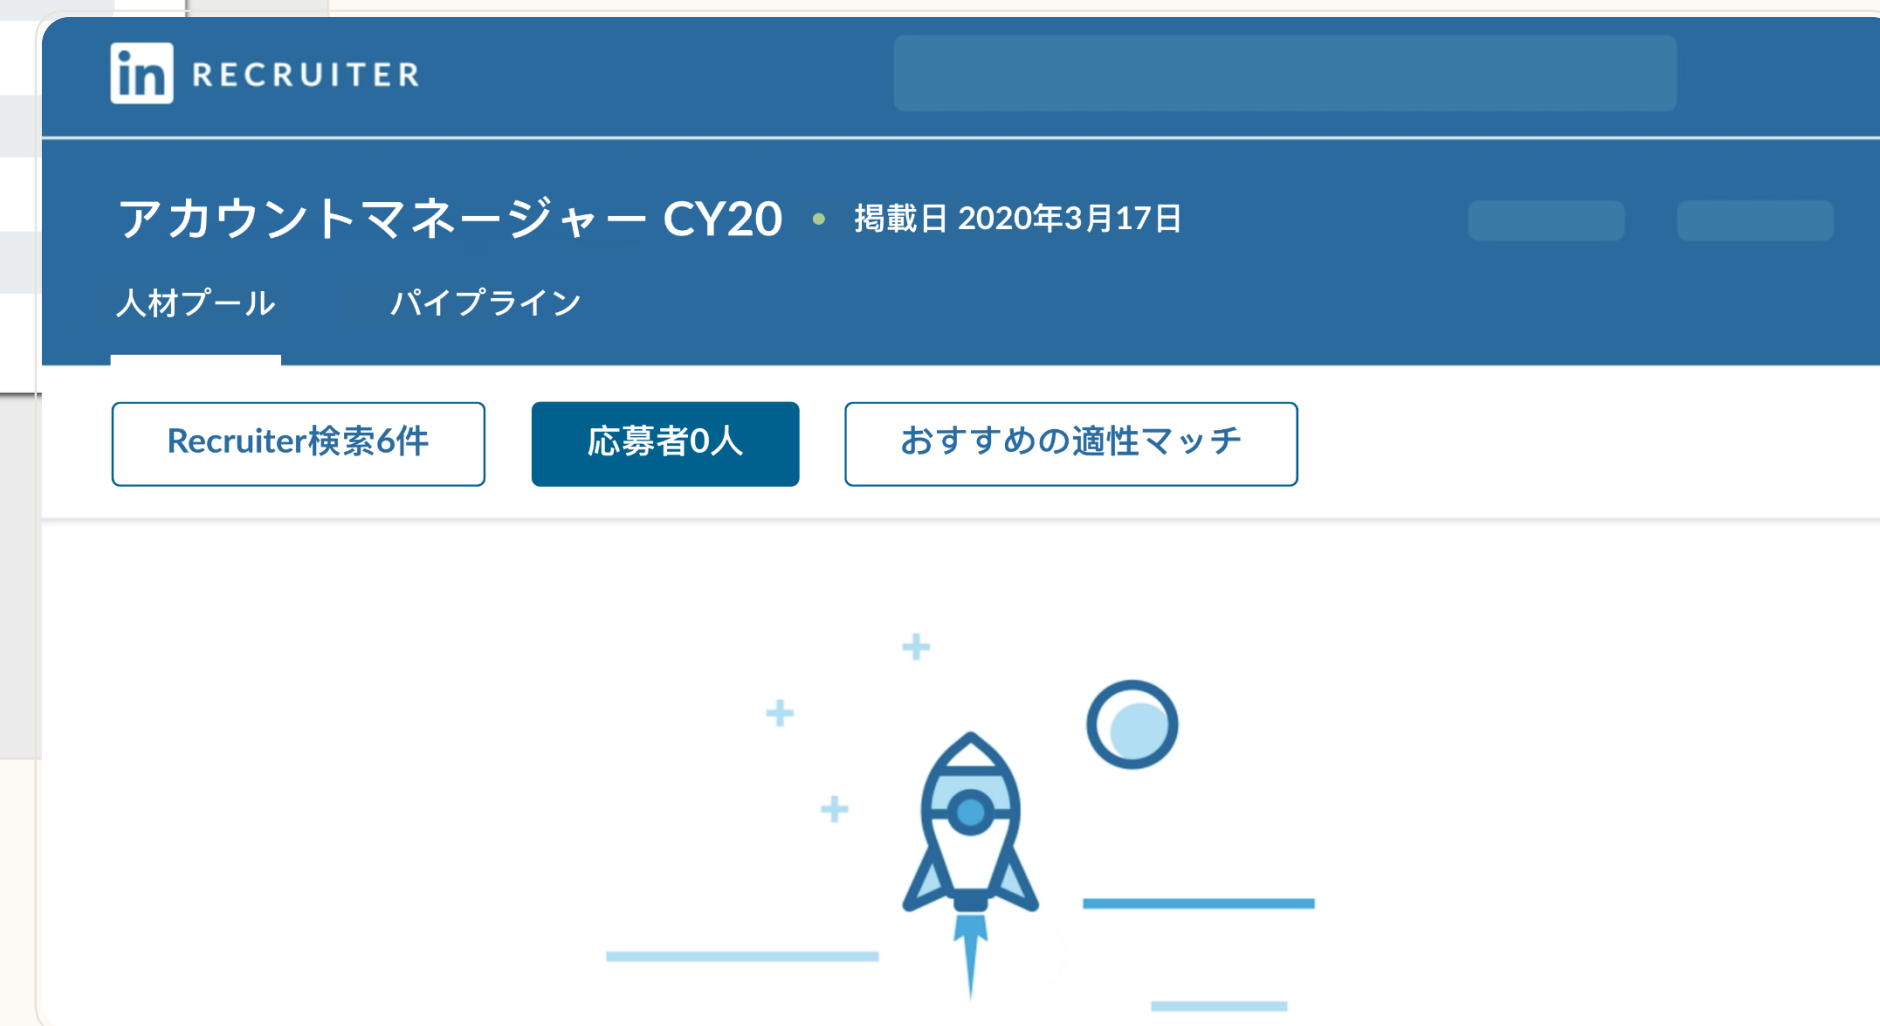 in RECRUITER
アカウントマネージャー CY20 • 掲載日 2020年3月17日
人材プール パイプライン
Recruiter検索6件 応募者0人 おすすめの適性マッチ